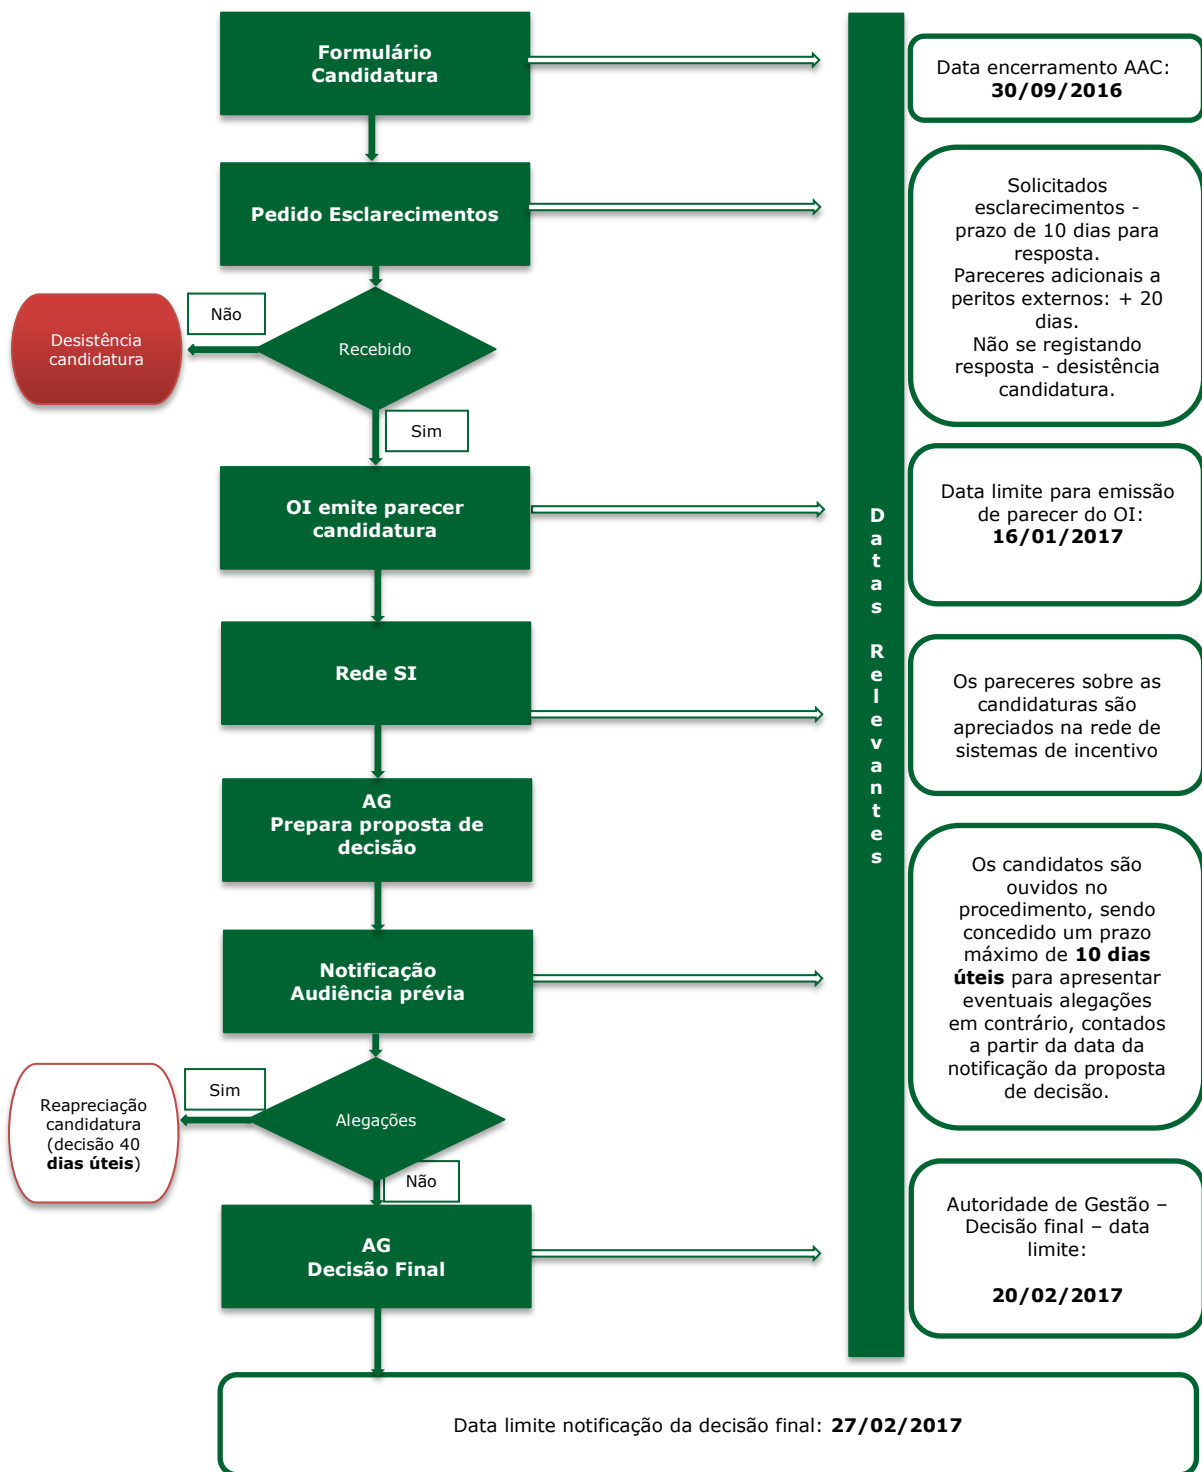 Formulário
Candidatura
Data encerramento AAC:
30/09/2016
Pedido Esclarecimentos
Solicitados
esclarecimentos -
prazo de 10 dias para
resposta.
Pareceres adicionais a
peritos externos: + 20
dias.
Não se registando
resposta - desistência
candidatura.
Não
Desistência
candidatura
Recebido
Sim
OI emite parecer
candidatura
Data limite para emissão
de parecer do OI:
16/01/2017
Datas Relevantes
Rede SI
Os pareceres sobre as
candidaturas são
apreciados na rede de
sistemas de incentivo
AG
Prepara proposta de
decisão
Notificação
Audiência prévia
Os candidatos são
ouvidos no
procedimento, sendo
concedido um prazo
máximo de 10 dias
úteis para apresentar
eventuais alegações
em contrário, contados
a partir da data da
notificação da proposta
de decisão.
Sim
Reapreciação
candidatura
(decisão 40
dias úteis)
Alegações
Não
AG
Decisão Final
Autoridade de Gestão –
Decisão final – data
limite:
20/02/2017
Data limite notificação da decisão final: 27/02/2017